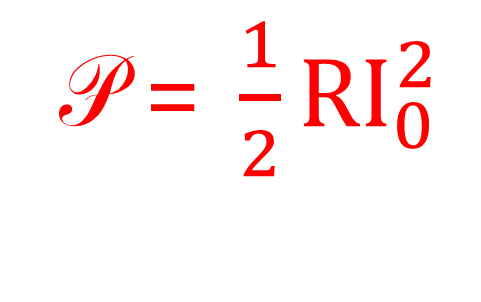 𝒫 = 1/2 RI₀²